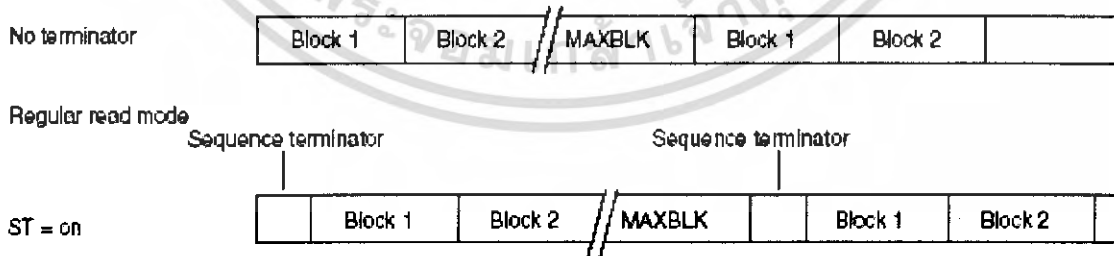 No terminator
Block 1 Block 2 MAXBLK Block 1 Block 2
Regular read mode
Sequence terminator Sequence terminator
ST = on
Block 1 Block 2 MAXBLK Block 1 Block 2